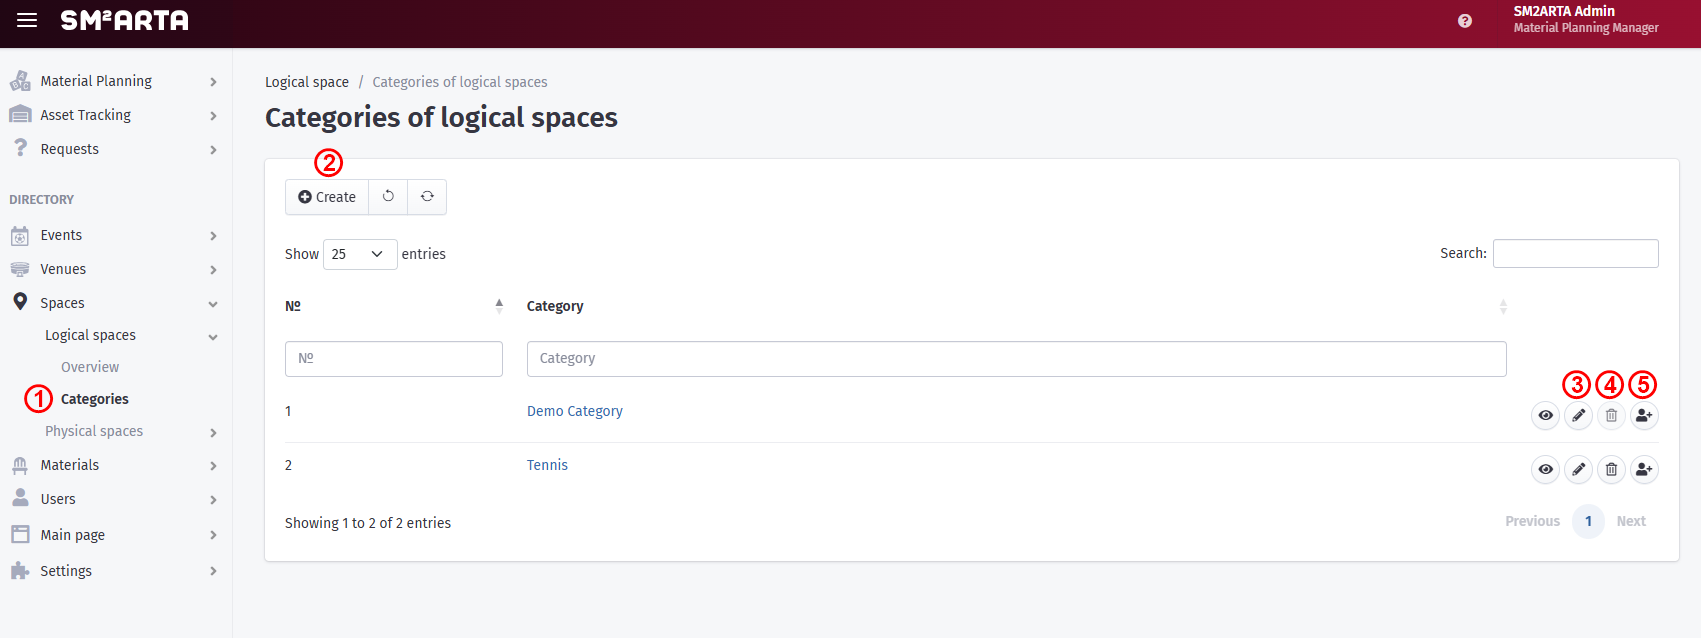 SM²ARTA
SM2ARTA Admin
Material Planning Manager
Material Planning
Asset Tracking
Requests
DIRECTORY
Events
Venues
Spaces
Logical spaces
Overview
1 Categories
Physical spaces
Materials
Users
Main page
Settings
Logical space / Categories of logical spaces
Categories of logical spaces
2
Create
Show 25 entries
Search:
№ Category
№ Category
3 4 5
1 Demo Category
2 Tennis
Showing 1 to 2 of 2 entries
Previous 1 Next